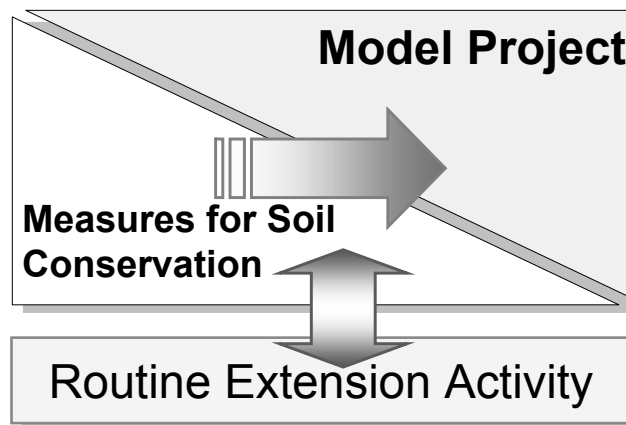 Model Project
Measures for Soil
Conservation
Routine Extension Activity